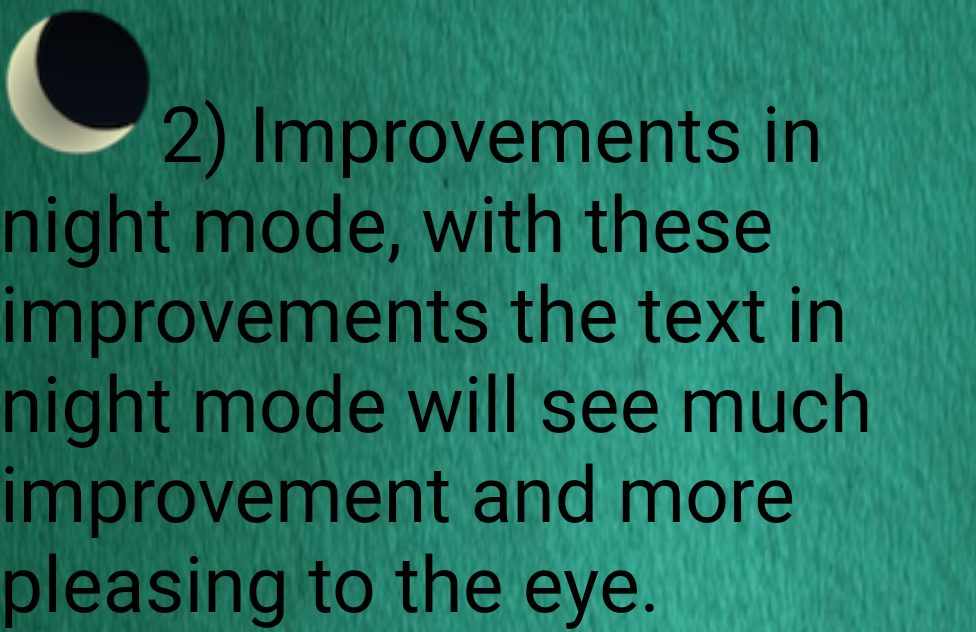 2) Improvements in
night mode, with these
improvements the text in
night mode will see much
improvement and more
pleasing to the eye.